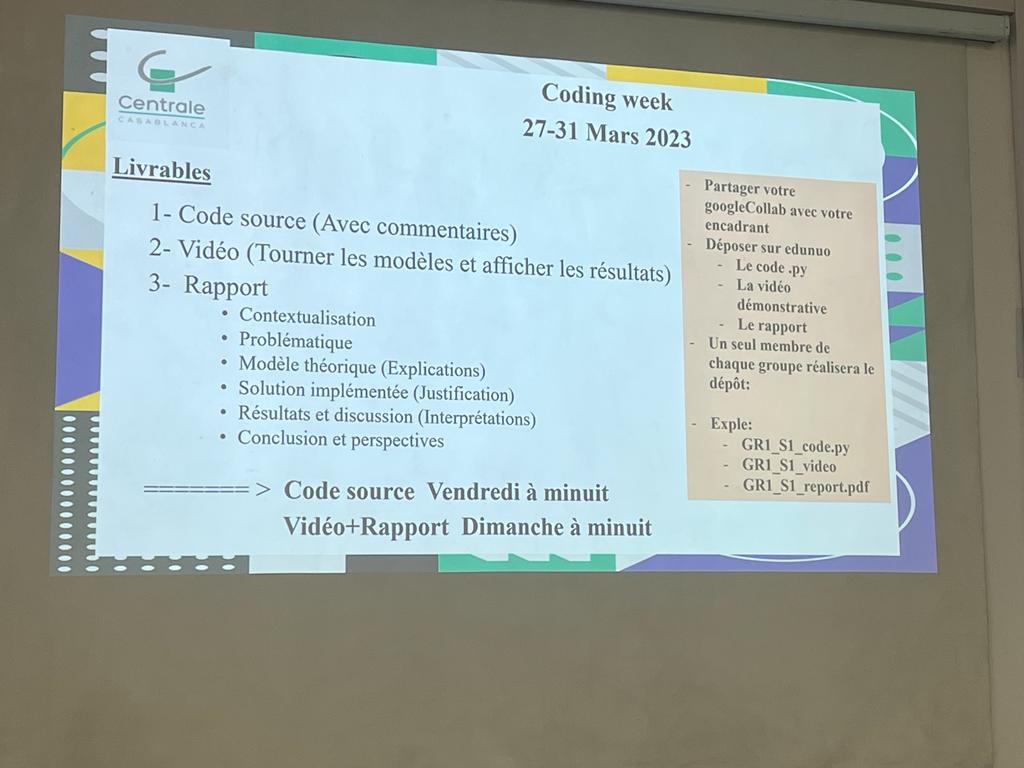 Centrale
CASABLANCA
Coding week
27-31 Mars 2023
Livrables
1- Code source (Avec commentaires)
2- Vidéo (Tourner les modèles et afficher les résultats)
3- Rapport
• Contextualisation
• Problématique
• Modèle théorique (Explications)
• Solution implémentée (Justification)
• Résultats et discussion (Interprétations)
• Conclusion et perspectives
=======> Code source Vendredi à minuit
Vidéo+Rapport Dimanche à minuit
- Partager votre
googleCollab avec votre
encadrant
- Déposer sur edunuo
- Le code .py
- La vidéo
démonstrative
- Le rapport
- Un seul membre de
chaque groupe réalisera le
dépôt:
- Exple:
- GR1_S1_code.py
- GR1_S1_video
- GR1_S1_report.pdf